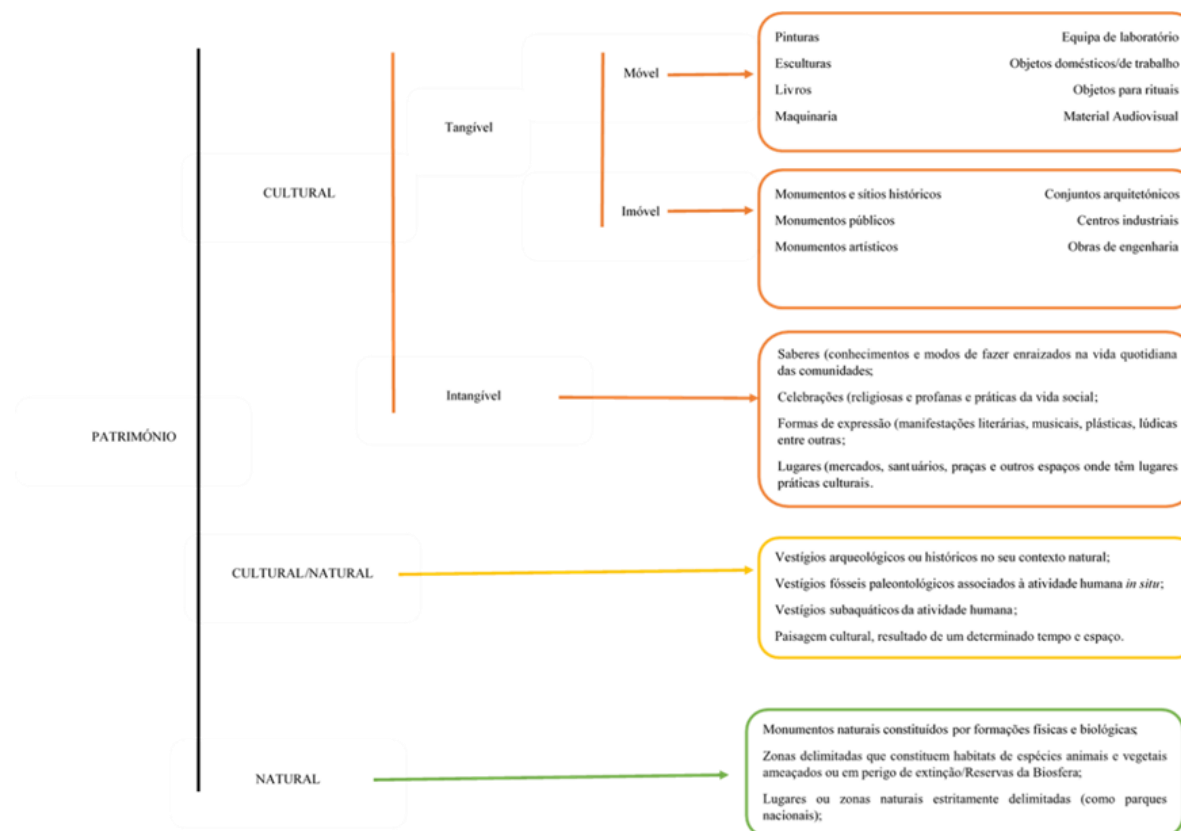 PATRIMÓNIO
CULTURAL
Tangível
Móvel
Pinturas Equipa de laboratório
Esculturas Objetos domésticos/de trabalho
Livros Objetos para rituais
Maquinaria Material Audiovisual
Imóvel
Monumentos e sítios históricos Conjuntos arquitetónicos
Monumentos públicos Centros industriais
Monumentos artísticos Obras de engenharia
Intangível
Saberes (conhecimentos e modos de fazer enraizados na vida quotidiana
das comunidades;
Celebrações (religiosas e profanas e práticas da vida social;
Formas de expressão (manifestações literárias, musicais, plásticas, lúdicas
entre outras;
Lugares (mercados, santuários, praças e outros espaços onde têm lugares
práticas culturais.
CULTURAL/NATURAL
Vestígios arqueológicos ou históricos no seu contexto natural;
Vestígios fósseis paleontológicos associados à atividade humana in situ;
Vestígios subaquáticos da atividade humana;
Paisagem cultural, resultado de um determinado tempo e espaço.
NATURAL
Monumentos naturais constituídos por formações físicas e biológicas;
Zonas delimitadas que constituem habitats de espécies animais e vegetais
ameaçados ou em perigo de extinção/Reservas da Biosfera;
Lugares ou zonas naturais estritamente delimitadas (como parques
nacionais);